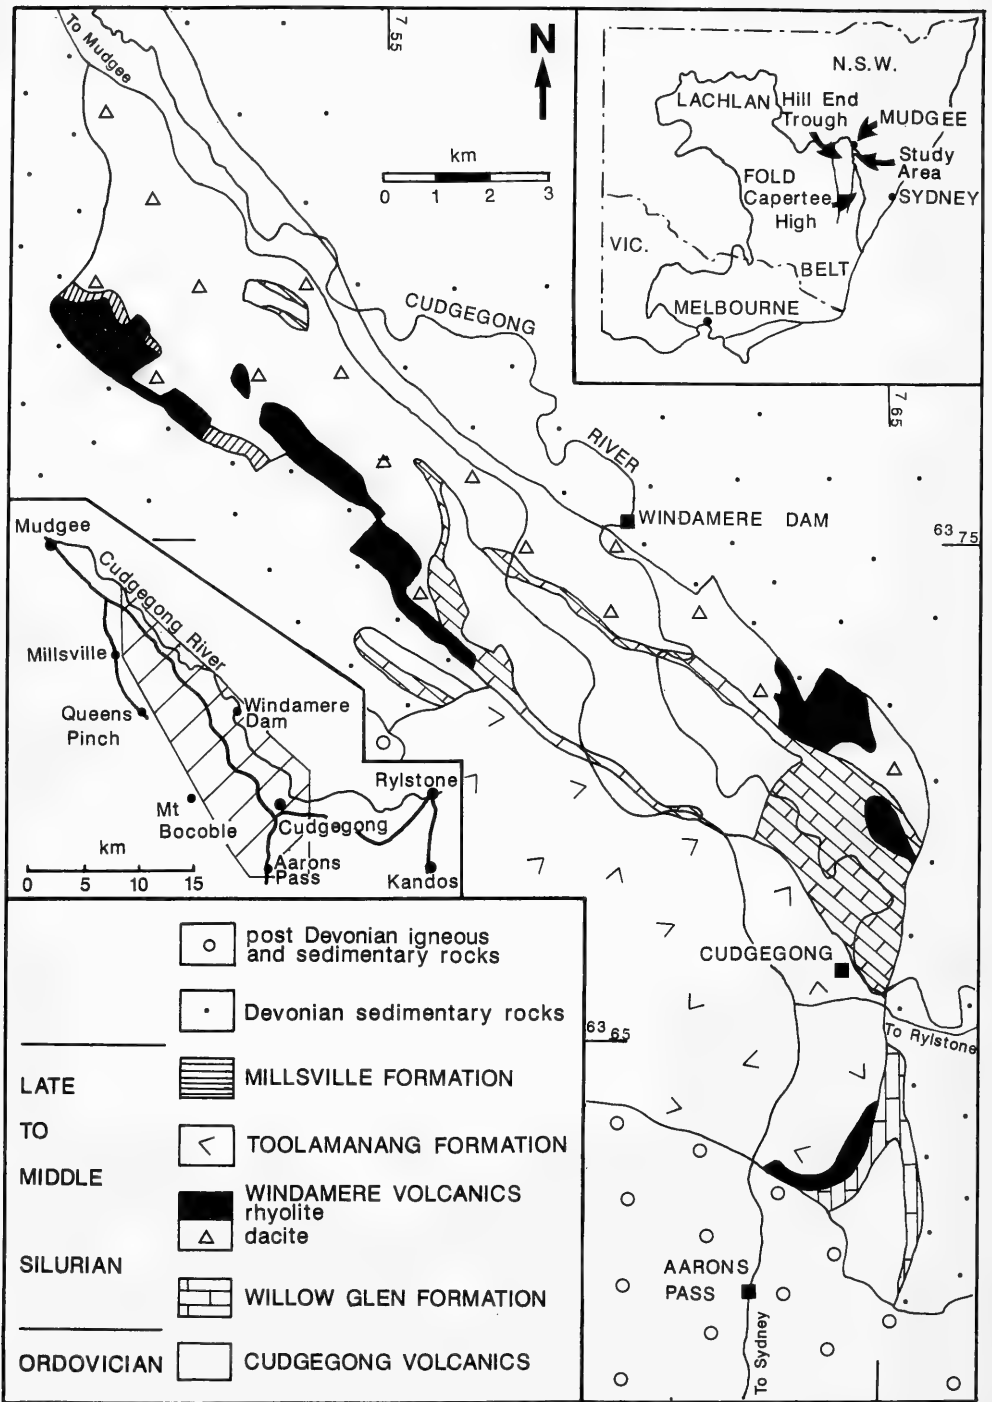 To Mudgee
7 55
N
km
0 1 2 3
N.S.W.
LACHLAN
Hill End
Trough
MUDGEE
Study
Area
FOLD
Capertee
High
SYDNEY
VIC.
BELT
MELBOURNE
7 65
CUDGEGONG
RIVER
WINDAMERE DAM
63 75
Mudgee
Cudgegong River
Millsville
Queens
Pinch
Windamere
Dam
Mt
Bocoble
Rylstone
Cudgegong
Aarons
Pass
Kandos
km
0 5 10 15
CUDGEGONG
63 65
To Rylstone
AARONS
PASS
To Sydney
post Devonian igneous
and sedimentary rocks
Devonian sedimentary rocks
LATE
TO
MIDDLE
SILURIAN
MILLSVILLE FORMATION
TOOLAMANANG FORMATION
WINDAMERE VOLCANICS
rhyolite
dacite
WILLOW GLEN FORMATION
ORDOVICIAN
CUDGEGONG VOLCANICS